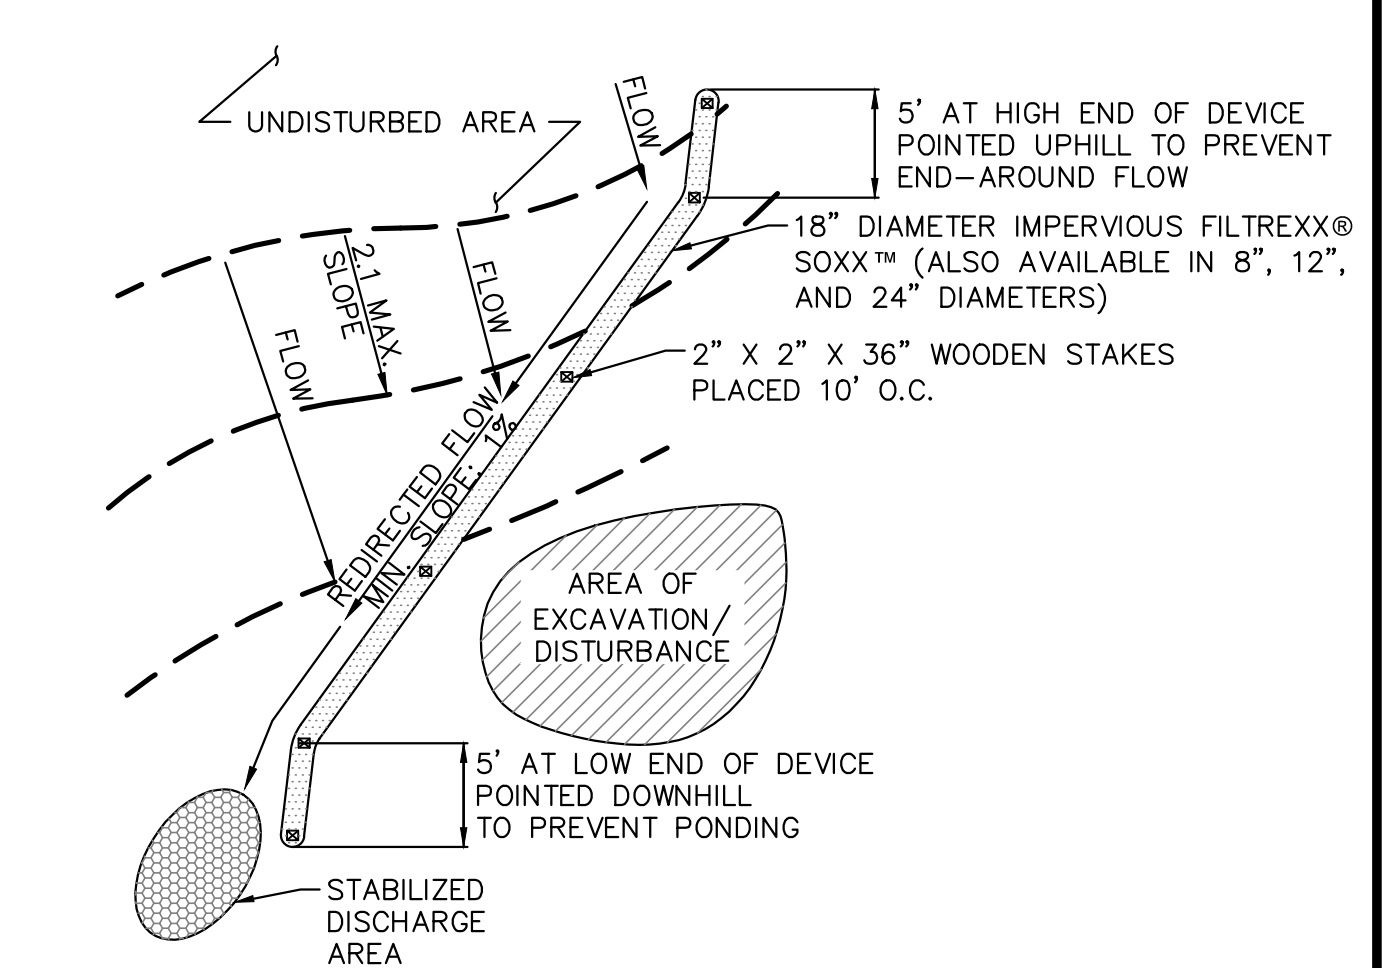 UNDISTURBED AREA
FLOW
5' AT HIGH END OF DEVICE
POINTED UPHILL TO PREVENT
END-AROUND FLOW
18" DIAMETER IMPERVIOUS FILTREXX®
SOXX™ (ALSO AVAILABLE IN 8", 12",
AND 24" DIAMETERS)
2.1 MAX.
SLOPE
FLOW
FLOW
2" X 2" X 36" WOODEN STAKES
PLACED 10' O.C.
REDIRECTED FLOW
MIN. SLOPE: 1%
AREA OF
EXCAVATION/
DISTURBANCE
5' AT LOW END OF DEVICE
POINTED DOWNHILL
TO PREVENT PONDING
STABILIZED
DISCHARGE
AREA